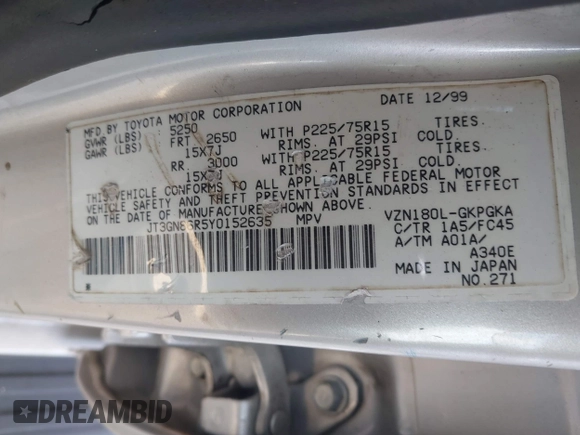 MFD BY TOYOTA MOTOR CORPORATION DATE 12/99
GVWR (LBS) : 5250
GAWR (LBS) : FRT 2650 WITH P225/75R15 TIRES.
15X7J RIMS. AT 29PSI COLD.
RR 3000 WITH P225/75R15 TIRES.
15X7J RIMS. AT 29PSI COLD.
THIS VEHICLE CONFORMS TO ALL APPLICABLE FEDERAL MOTOR
VEHICLE SAFETY AND THEFT PREVENTION STANDARDS IN EFFECT
ON THE DATE OF MANUFACTURE SHOWN ABOVE.
JT3GN86R5Y0152635 MPV VZN180L-GKPGKA
C/TR 1A5/FC45
A/TM A01A/
A340E
MADE IN JAPAN
NO.271
DREAMBID